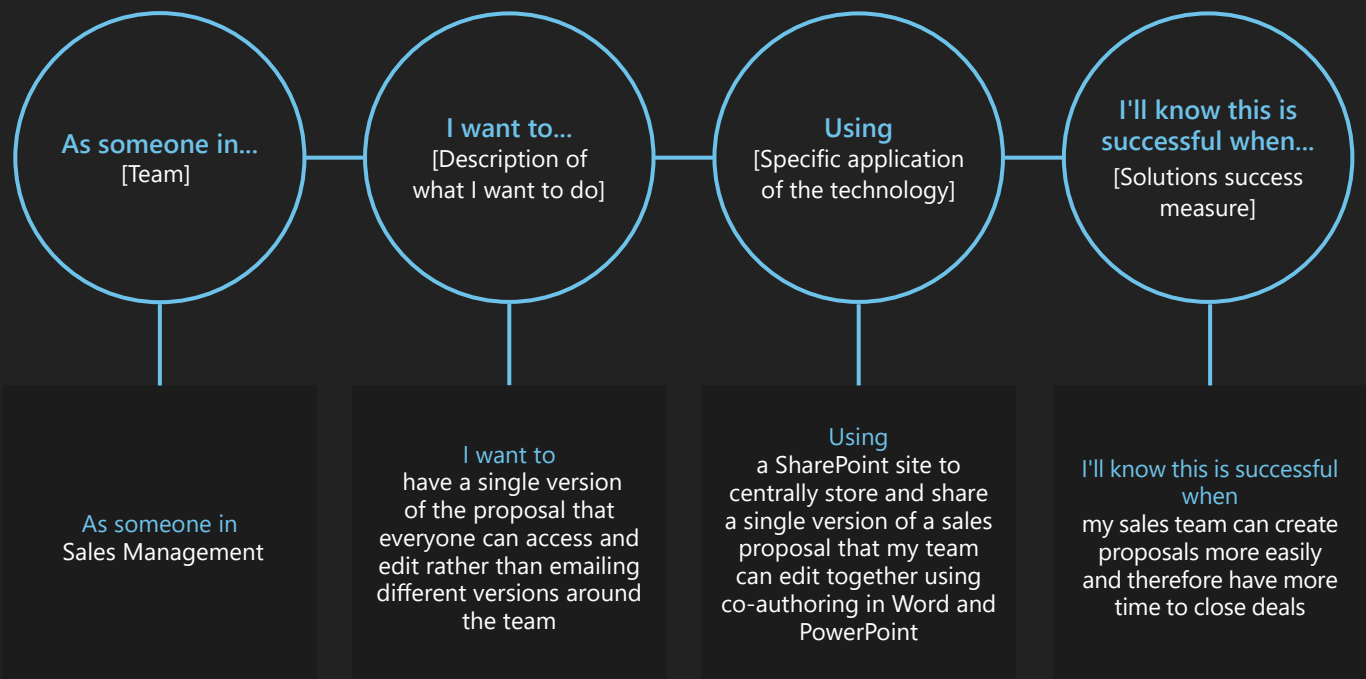 As someone in...
[Team]
I want to...
[Description of
what I want to do]
Using
[Specific application
of the technology]
I'll know this is
successful when...
[Solutions success
measure]
As someone in
Sales Management
I want to
have a single version
of the proposal that
everyone can access and
edit rather than emailing
different versions around
the team
Using
a SharePoint site to
centrally store and share
a single version of a sales
proposal that my team
can edit together using
co-authoring in Word and
PowerPoint
I'll know this is successful
when
my sales team can create
proposals more easily
and therefore have more
time to close deals